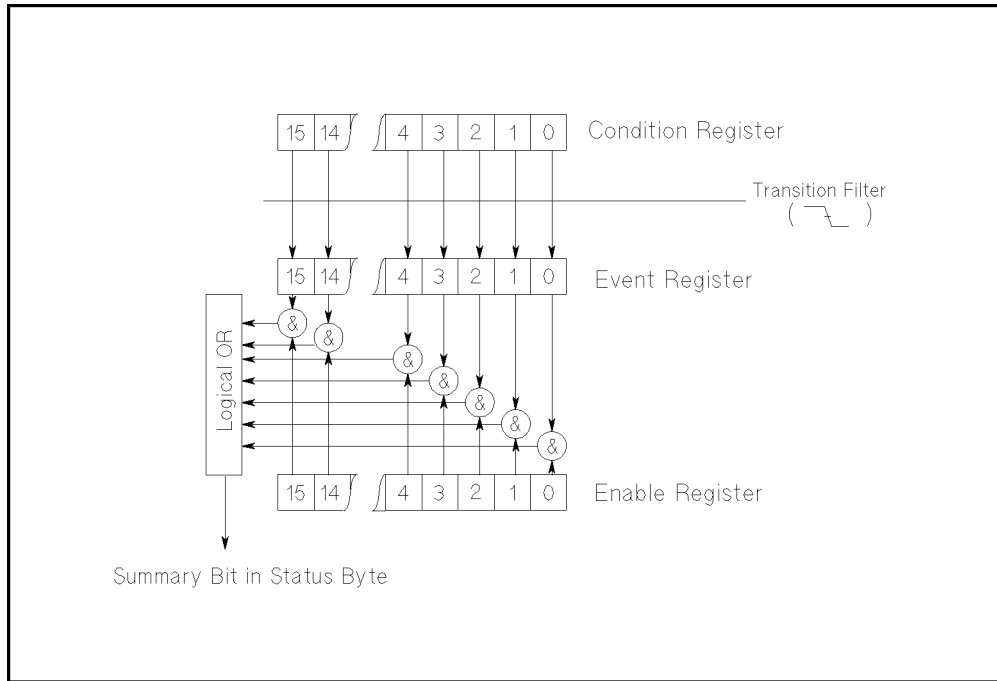 15 14 4 3 2 1 0 Condition Register
Transition Filter
( )
15 14 4 3 2 1 0 Event Register
&
&
&
&
&
&
&
Logical OR
15 14 4 3 2 1 0 Enable Register
Summary Bit in Status Byte